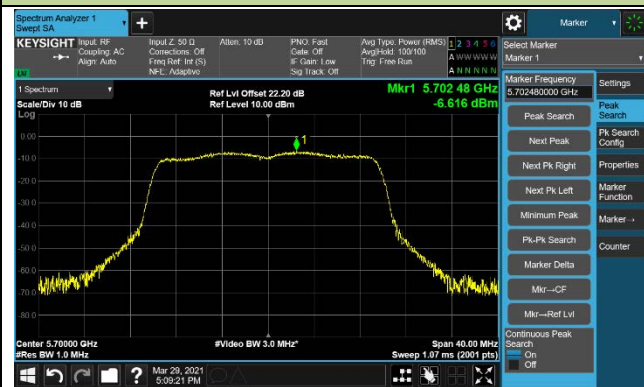 Spectrum Analyzer 1
Swept SA
+
Marker
KEYSIGHT
Input: RF
Coupling: AC
Align: Auto
Input Z: 50 Ω
Corrections: Off
Freq Ref: Int (S)
NFE: Adaptive
Atten: 10 dB
PNO: Fast
Gate: Off
IF Gain: Low
Sig Track: Off
Avg Type: Power (RMS)
Avg|Hold: 100/100
Trig: Free Run
1 2 3 4 5 6
A W W W W W
A N N N N N
LXI
Select Marker
Marker 1
1 Spectrum
Scale/Div 10 dB
Log
Ref Lvl Offset 22.20 dB
Ref Level 10.00 dBm
Mkr1 5.702 48 GHz
-6.616 dBm
1
0.00
-10.0
-20.0
-30.0
-40.0
-50.0
-60.0
-70.0
-80.0
Center 5.70000 GHz
#Res BW 1.0 MHz
#Video BW 3.0 MHz*
Span 40.00 MHz
Sweep 1.07 ms (2001 pts)
Marker Frequency
5.702480000 GHz
Peak Search
Next Peak
Next Pk Right
Next Pk Left
Minimum Peak
Pk-Pk Search
Marker Delta
Mkr→CF
Mkr→Ref Lvl
Continuous Peak
Search
On
Off
Settings
Peak
Search
Pk Search
Config
Properties
Marker
Function
Marker→
Counter
?
Mar 29, 2021
5:09:21 PM